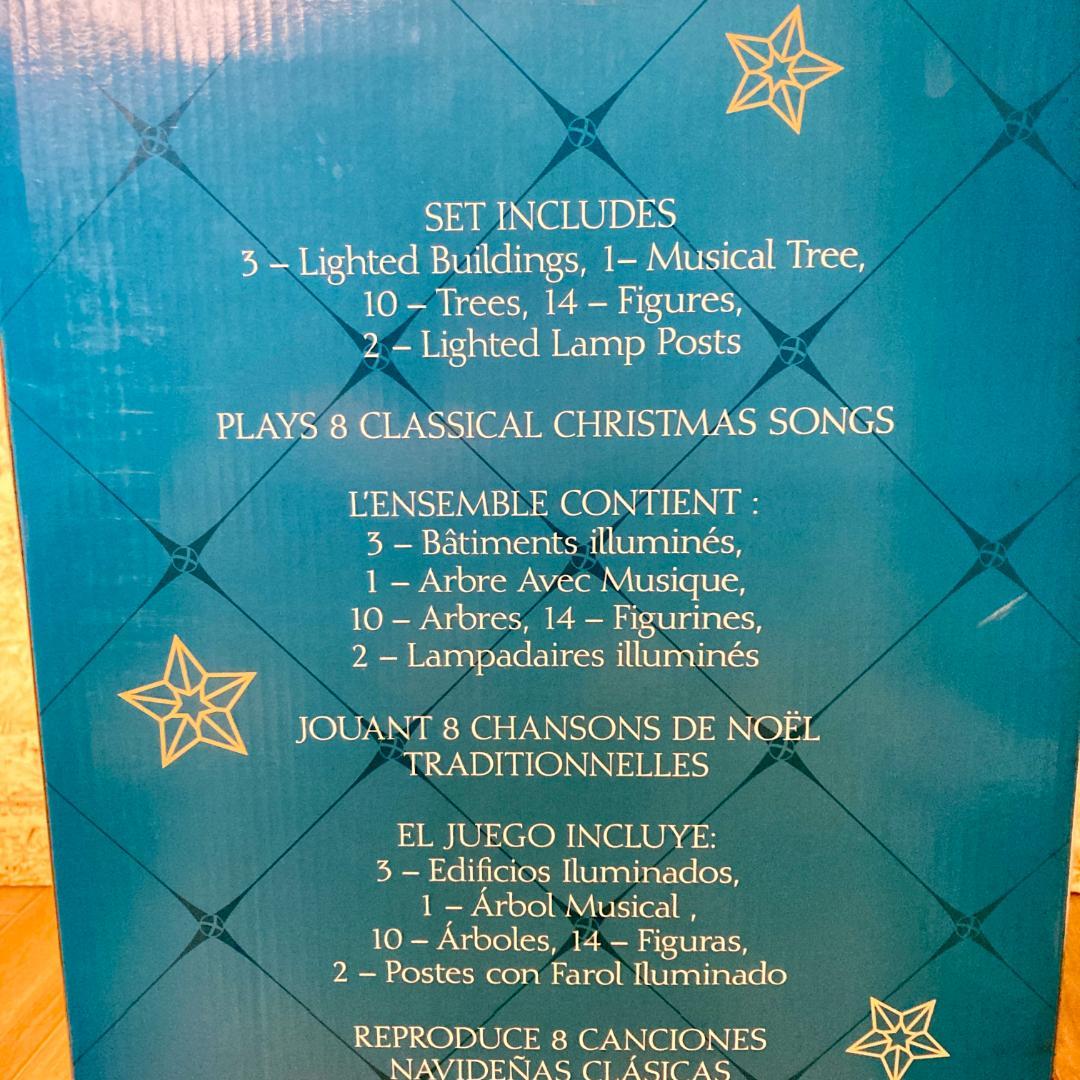 SET INCLUDES
3 – Lighted Buildings, 1– Musical Tree,
10 – Trees, 14 – Figures,
2 – Lighted Lamp Posts
PLAYS 8 CLASSICAL CHRISTMAS SONGS
L'ENSEMBLE CONTIENT :
3 – Bâtiments illuminés,
1 – Arbre Avec Musique,
10 – Arbres, 14 – Figurines,
2 – Lampadaires illuminés
JOUANT 8 CHANSONS DE NOËL
TRADITIONNELLES
EL JUEGO INCLUYE:
3 – Edificios Iluminados,
1 – Árbol Musical ,
10 – Árboles, 14 – Figuras,
2 – Postes con Farol Iluminado
REPRODUCE 8 CANCIONES
NAVIDEÑAS CLÁSICAS